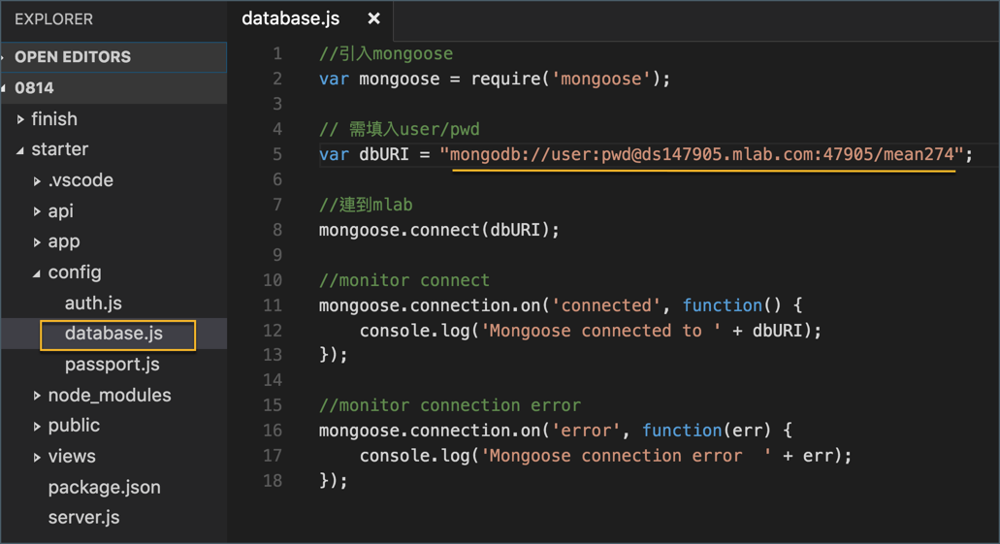 EXPLORER
OPEN EDITORS
0814
finish
starter
.vscode
api
app
config
auth.js
database.js
passport.js
node_modules
public
views
package.json
server.js
database.js ×
1 //引入mongoose
2 var mongoose = require('mongoose');
3
4 // 需填入user/pwd
5 var dbURI = "mongodb://user:pwd@ds147905.mlab.com:47905/mean274";
6
7 //連到mlab
8 mongoose.connect(dbURI);
9
10 //monitor connect
11 mongoose.connection.on('connected', function() {
12     console.log('Mongoose connected to ' + dbURI);
13 });
14
15 //monitor connection error
16 mongoose.connection.on('error', function(err) {
17     console.log('Mongoose connection error  ' + err);
18 });